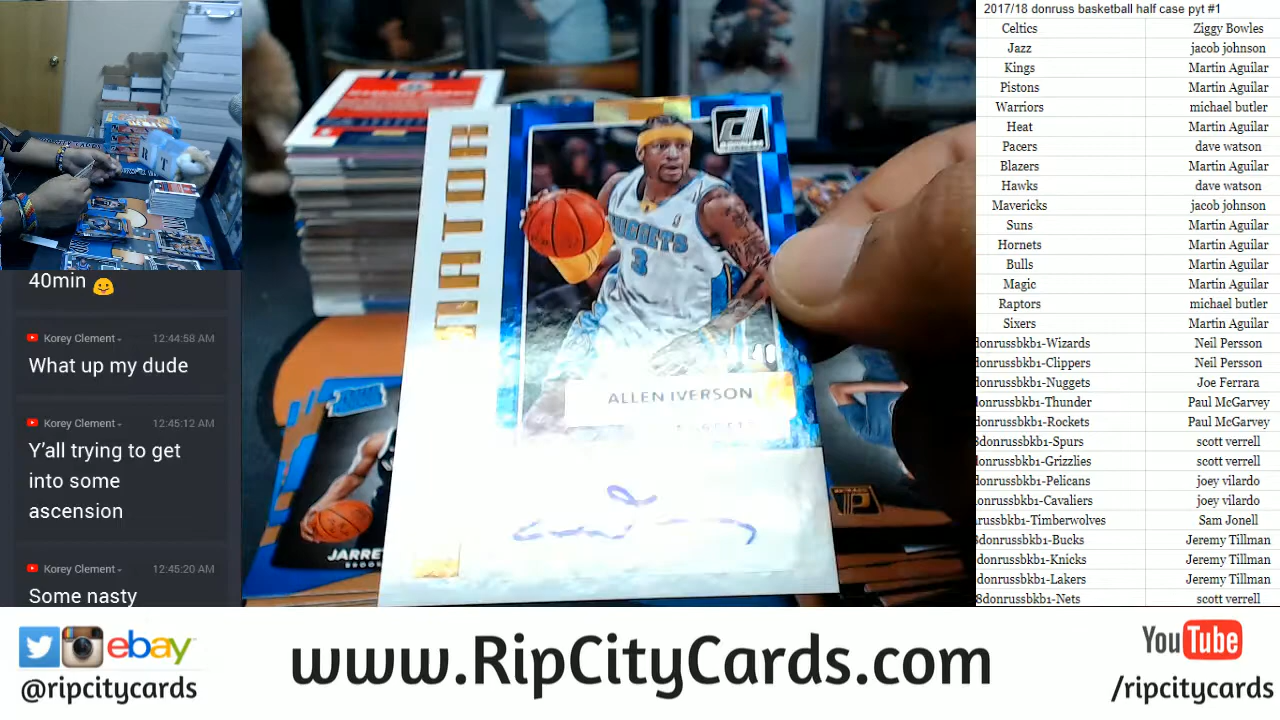 2017/18 donruss basketball half case pyt #1
Celtics Ziggy Bowles
Jazz jacob johnson
Kings Martin Aguilar
Pistons Martin Aguilar
Warriors michael butler
Heat Martin Aguilar
Pacers dave watson
Blazers Martin Aguilar
Hawks dave watson
Mavericks jacob johnson
Suns Martin Aguilar
Hornets Martin Aguilar
Bulls Martin Aguilar
Magic Martin Aguilar
Raptors michael butler
Sixers Martin Aguilar
donrussbkb1-Wizards Neil Persson
donrussbkb1-Clippers Neil Persson
donrussbkb1-Nuggets Joe Ferrara
donrussbkb1-Thunder Paul McGarvey
donrussbkb1-Rockets Paul McGarvey
8donrussbkb1-Spurs scott verrell
donrussbkb1-Grizzlies scott verrell
donrussbkb1-Pelicans joey vilardo
onrussbkb1-Cavaliers joey vilardo
russbkb1-Timberwolves Sam Jonell
8donrussbkb1-Bucks Jeremy Tillman
donrussbkb1-Knicks Jeremy Tillman
donrussbkb1-Lakers Jeremy Tillman
8donrussbkb1-Nets scott verrell
40min
Korey Clement 12:44:58 AM
What up my dude
Korey Clement 12:45:12 AM
Y'all trying to get
into some
ascension
Korey Clement 12:45:20 AM
Some nasty
NATOR
NUGGETS
3
ALLEN IVERSON
JARRE
ebay
@ripcitycards
www.RipCityCards.com
YouTube
/ripcitycards